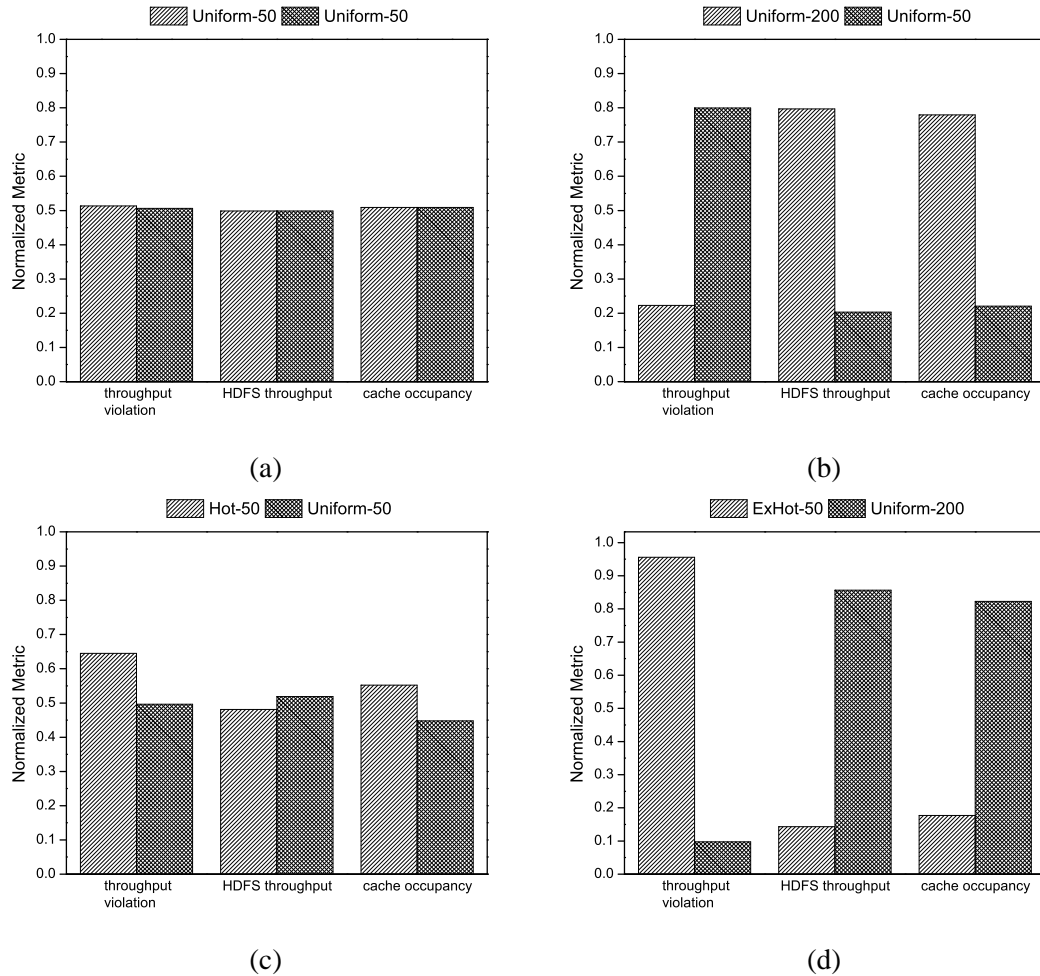 Uniform-50 Uniform-50
Normalized Metric
1.0
0.9
0.8
0.7
0.6
0.5
0.4
0.3
0.2
0.1
0.0
throughput
violation
HDFS throughput
cache occupancy
(a)
Uniform-200 Uniform-50
Normalized Metric
1.0
0.9
0.8
0.7
0.6
0.5
0.4
0.3
0.2
0.1
0.0
throughput
violation
HDFS throughput
cache occupancy
(b)
Hot-50 Uniform-50
Normalized Metric
1.0
0.9
0.8
0.7
0.6
0.5
0.4
0.3
0.2
0.1
0.0
throughput
violation
HDFS throughput
cache occupancy
(c)
ExHot-50 Uniform-200
Normalized Metric
1.0
0.9
0.8
0.7
0.6
0.5
0.4
0.3
0.2
0.1
0.0
throughput
violation
HDFS throughput
cache occupancy
(d)